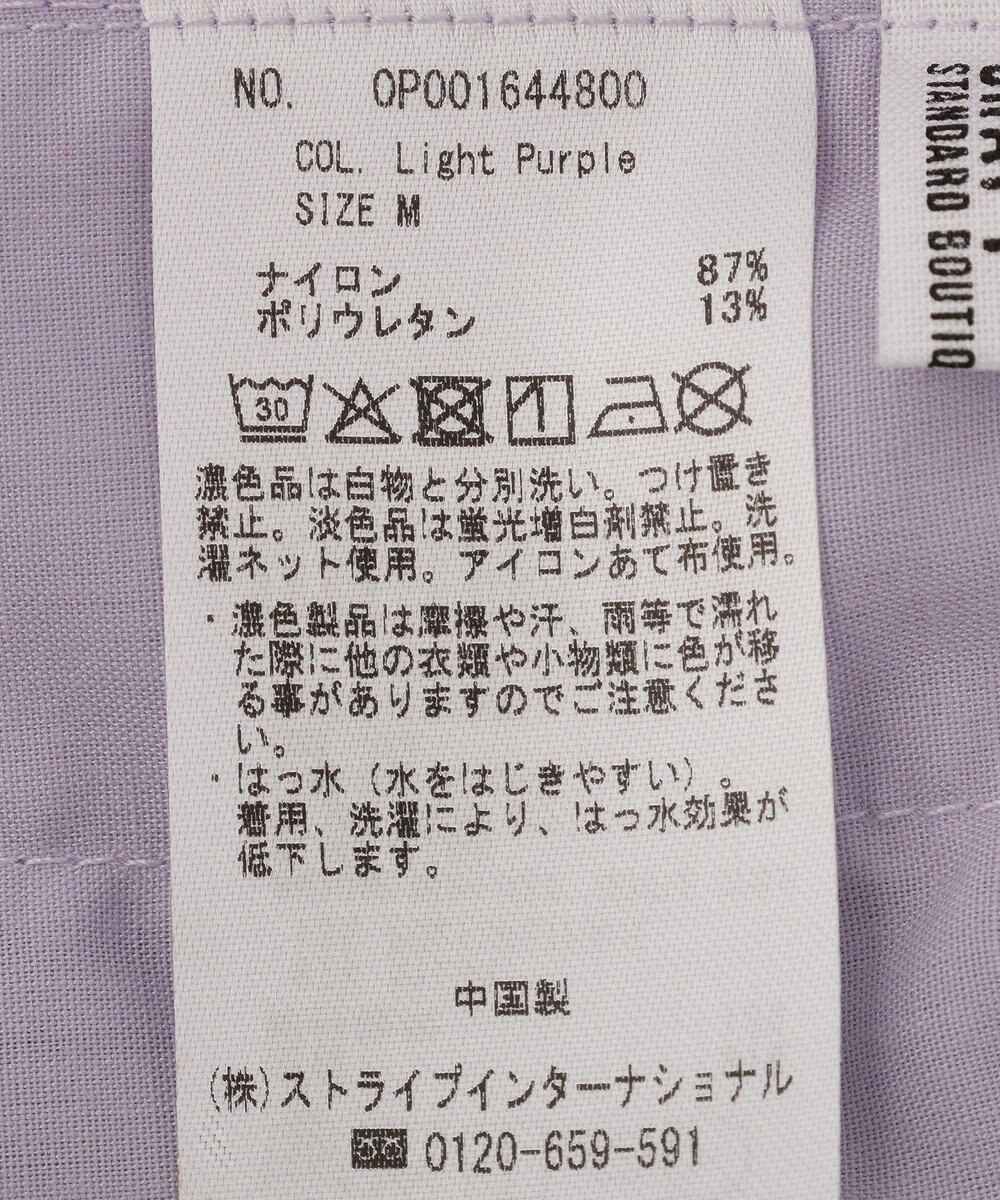 NO. OP001644800
COL. Light Purple
SIZE M
ナイロン 87%
ポリウレタン 13%
30
濃色品は白物と分別洗い。つけ置き
禁止。淡色品は蛍光増白剤禁止。洗
濯ネット使用。アイロンあて布使用。
・濃色製品は摩擦や汗、雨等で濡れ
た際に他の衣類や小物類に色が移
る事がありますのでご注意くださ
い。
・はっ水（水をはじきやすい）。
着用、洗濯により、はっ水効果が
低下します。
中国製
(株)ストライプインターナショナル
0120-659-591
STANDARD BOUTIQ